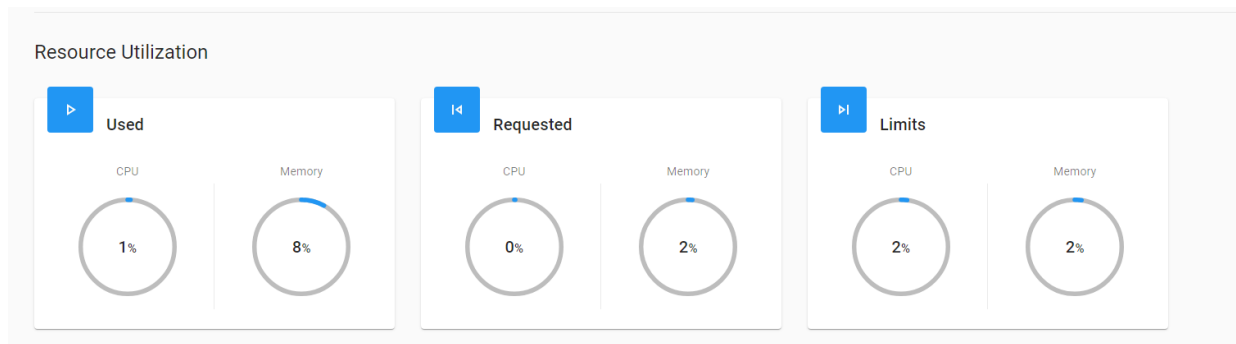 Resource Utilization
Used
CPU
Memory
1%
8%
Requested
CPU
Memory
0%
2%
Limits
CPU
Memory
2%
2%